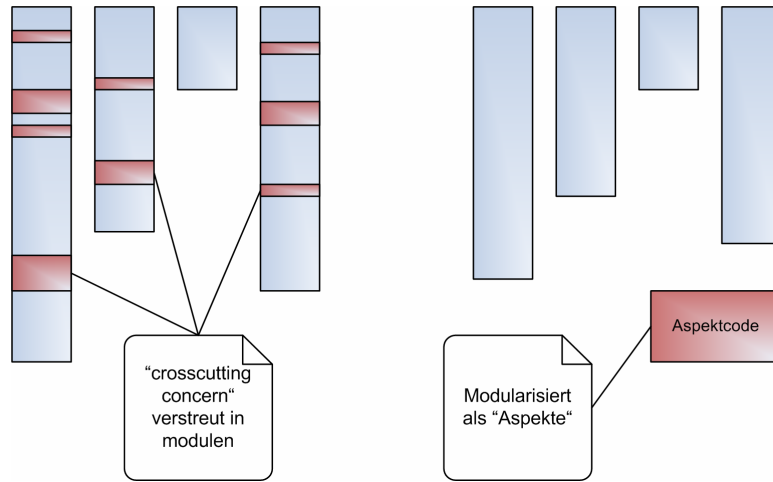 “crosscutting
concern“
verstreut in
modulen
Modularisiert
als “Aspekte“
Aspektcode